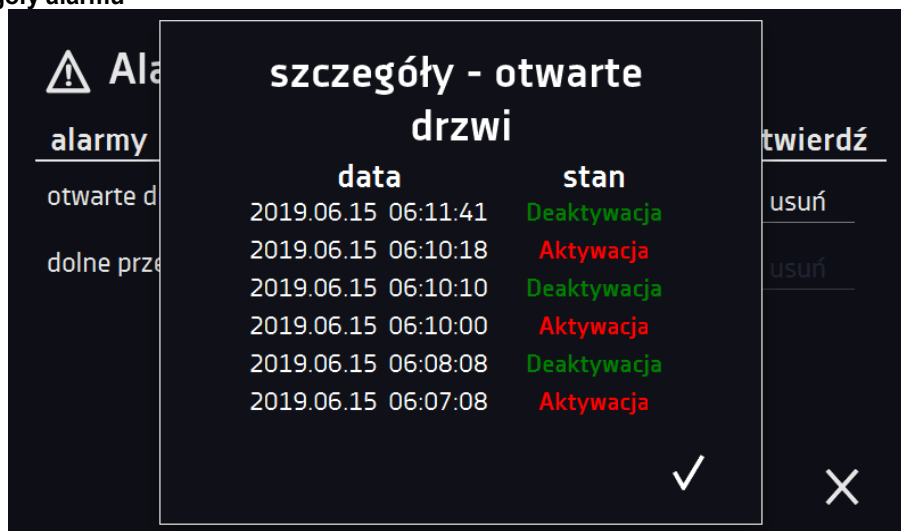 Ala
szczegóły - otwarte
drzwi
alarmy
twierdź
data stan
otwarte d
usuń
2019.06.15 06:11:41 Deaktywacja
2019.06.15 06:10:18 Aktywacja
dolne prze
usuń
2019.06.15 06:10:10 Deaktywacja
2019.06.15 06:10:00 Aktywacja
2019.06.15 06:08:08 Deaktywacja
2019.06.15 06:07:08 Aktywacja